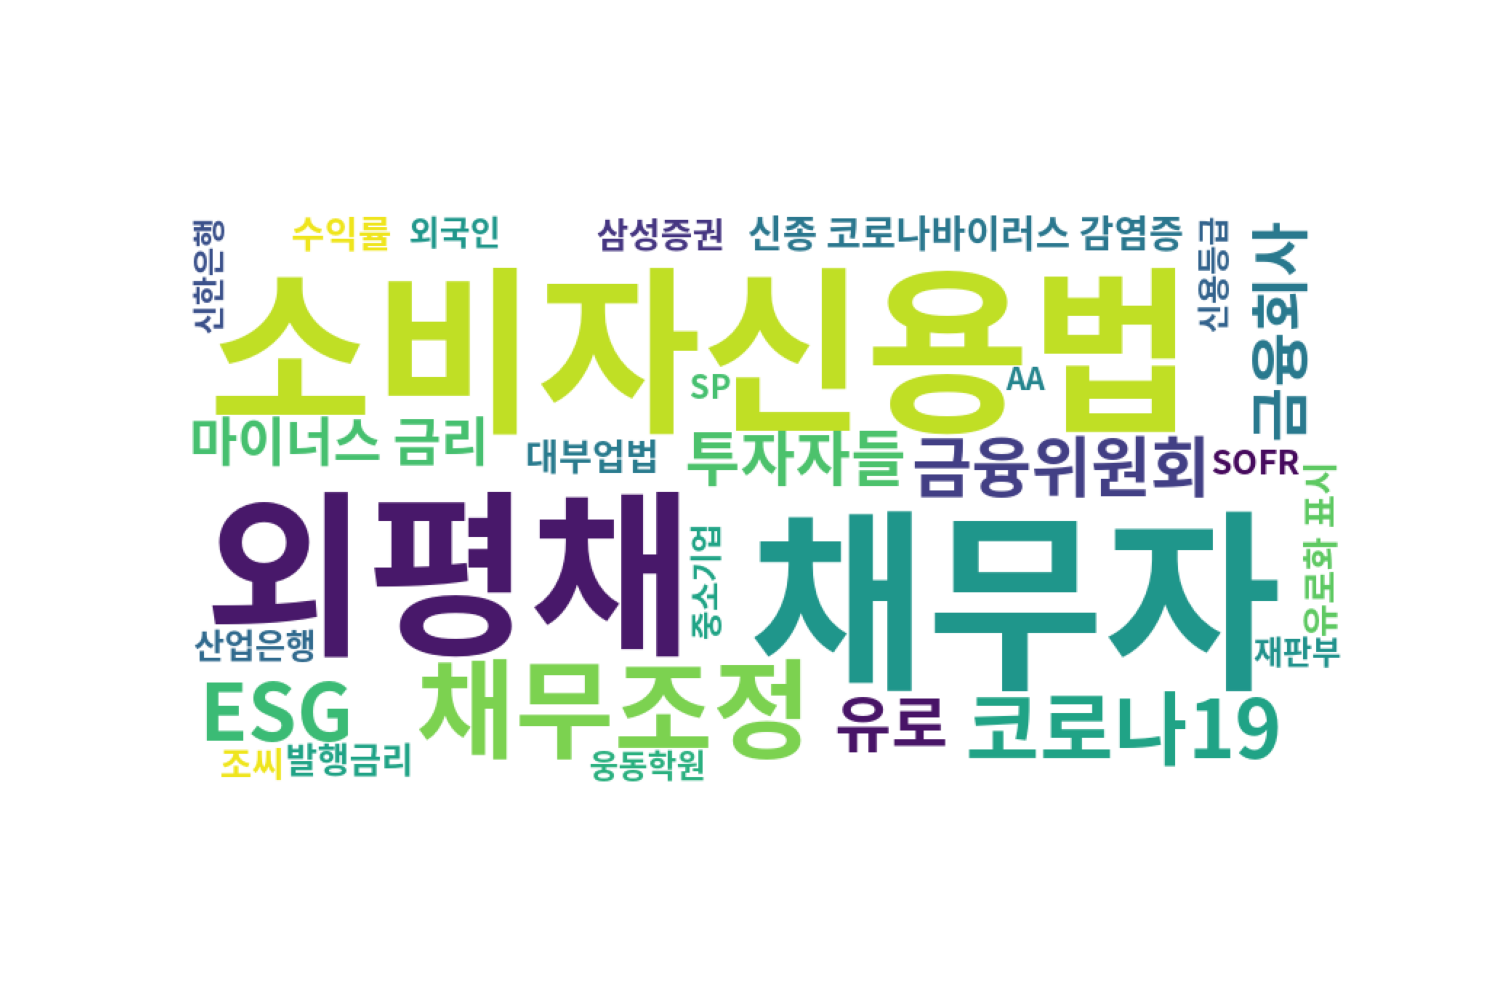 신한은행
수익률
외국인
삼성증권
신종 코로나바이러스 감염증
신용등급
금융회사
소비자신용법
SP
AA
마이너스 금리
대부업법
투자자들
금융위원회
SOFR
유로화 표시
외평채
중소기업
채무자
산업은행
재판부
ESG
채무조정
유로
코로나19
조씨
발행금리
웅동학원